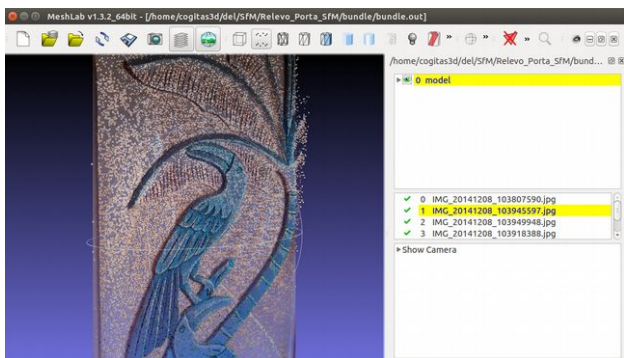 MeshLab v1.3.2_64bit - [/home/cogitas3d/del/SfM/Relevo_Porta_SfM/bundle/bundle.out]
/home/cogitas3d/del/SfM/Relevo_Porta_SfM/bund...
0 model
0 IMG_20141208_103807590.jpg
1 IMG_20141208_103945597.jpg
2 IMG_20141208_103949948.jpg
3 IMG_20141208_103918388.jpg
Show Camera